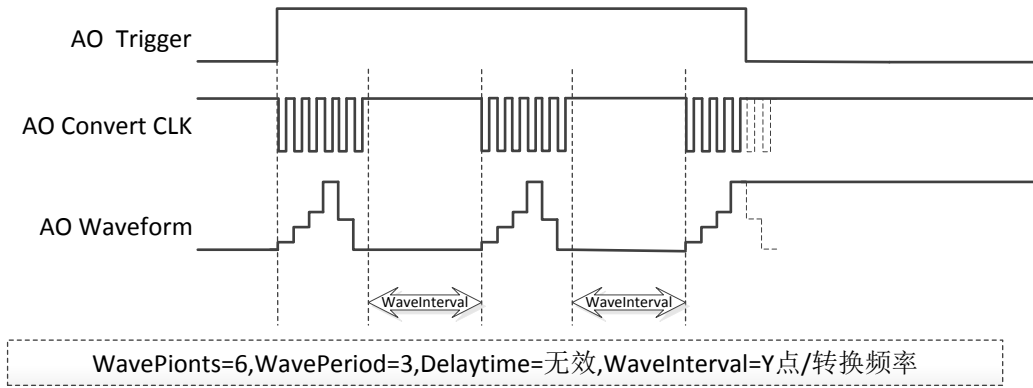 AO Trigger
AO Convert CLK
AO Waveform
WaveInterval
WaveInterval
WavePionts=6,WavePeriod=3,Delaytime=无效,WaveInterval=Y点/转换频率